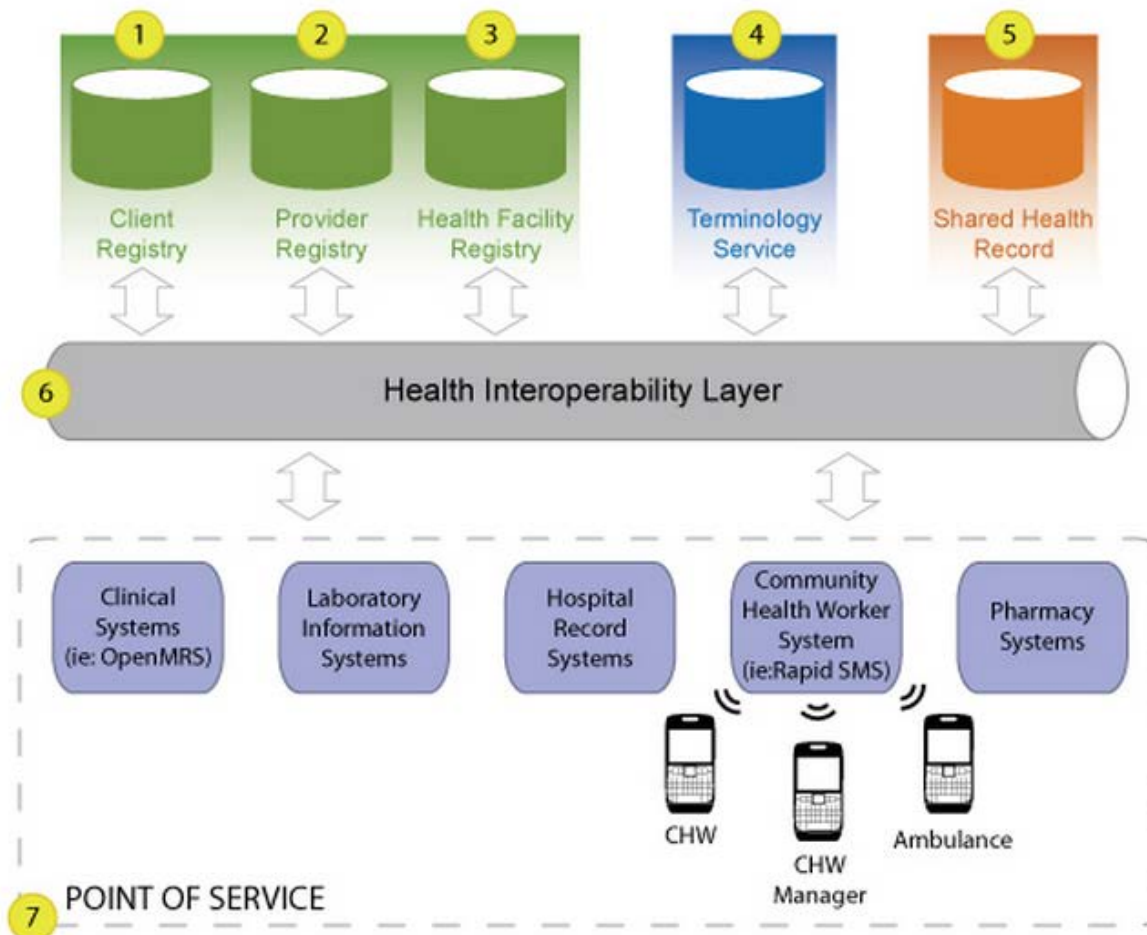 1
2
3
4
5
Client
Registry
Provider
Registry
Health Facility
Registry
Terminology
Service
Shared Health
Record
6
Health Interoperability Layer
Clinical
Systems
(ie: OpenMRS)
Laboratory
Information
Systems
Hospital
Record
Systems
Community
Health Worker
System
(ie:Rapid SMS)
Pharmacy
Systems
CHW
CHW
Manager
Ambulance
7
POINT OF SERVICE